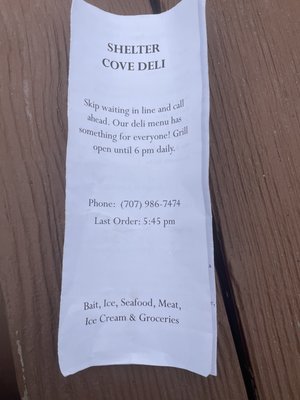 SHELTER
COVE DELI
Skip waiting in line and call
ahead. Our deli menu has
something for everyone! Grill
open until 6 pm daily.
Phone: (707) 986-7474
Last Order: 5:45 pm
Bait, Ice, Seafood, Meat,
Ice Cream & Groceries